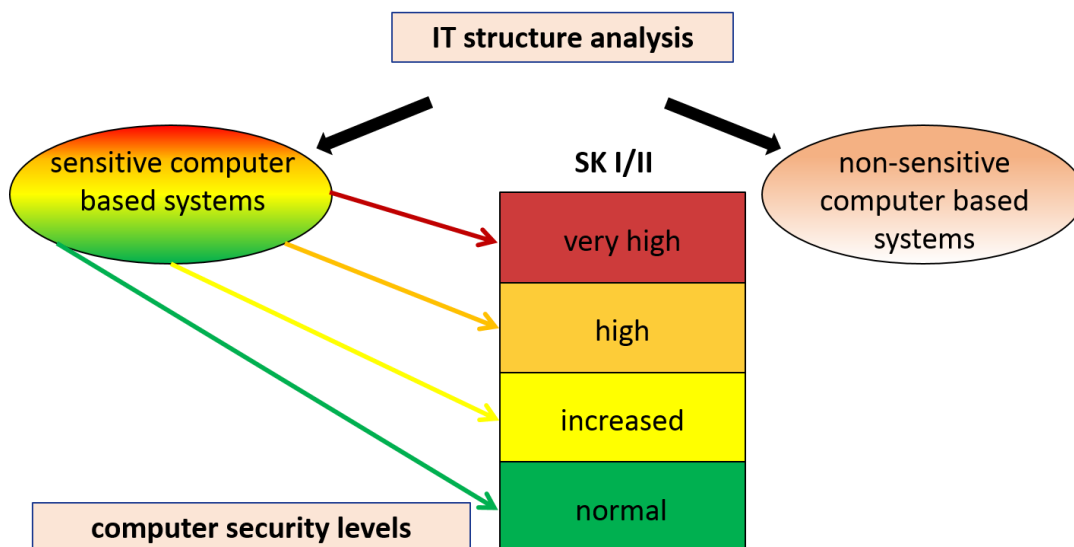 IT structure analysis
sensitive computer
based systems
SK I/II
non-sensitive
computer based
systems
very high
high
increased
normal
computer security levels